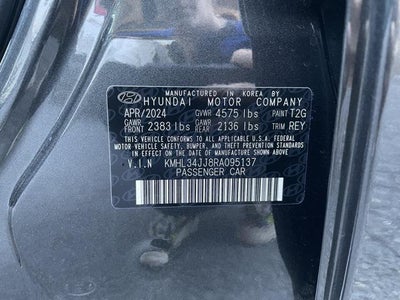 MANUFACTURED IN KOREA BY
HYUNDAI MOTOR COMPANY
APR/2024 GVWR 4575 lbs PAINT T2G
GAWR FRONT 2383 lbs GAWR REAR 2136 lbs TRIM REY
THIS VEHICLE CONFORMS TO ALL APPLICABLE U.S.A. FEDERAL
MOTOR VEHICLE SAFETY, BUMPER, AND THEFT PREVENTION
STANDARDS IN EFFECT ON THE DATE OF MANUFACTURE SHOWN ABOVE.
V.I.N KMHL34JJ8RA095137
PASSENGER CAR